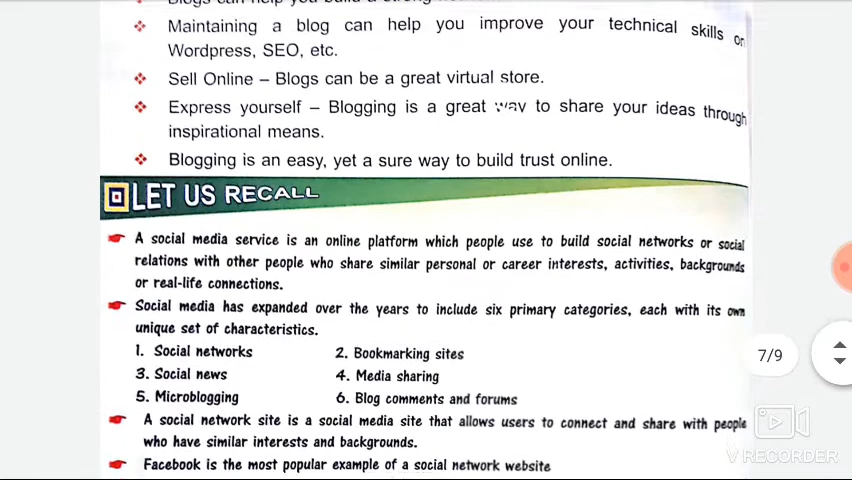 Maintaining a blog can help you improve your technical skills on
Wordpress, SEO, etc.
Sell Online – Blogs can be a great virtual store.
Express yourself – Blogging is a great way to share your ideas through
inspirational means.
Blogging is an easy, yet a sure way to build trust online.
LET US RECALL
A social media service is an online platform which people use to build social networks or social
relations with other people who share similar personal or career interests, activities, backgrounds
or real-life connections.
Social media has expanded over the years to include six primary categories, each with its own
unique set of characteristics.
1. Social networks 2. Bookmarking sites
3. Social news 4. Media sharing
5. Microblogging 6. Blog comments and forums
7/9
A social network site is a social media site that allows users to connect and share with people
who have similar interests and backgrounds.
Facebook is the most popular example of a social network website
V RECORDER